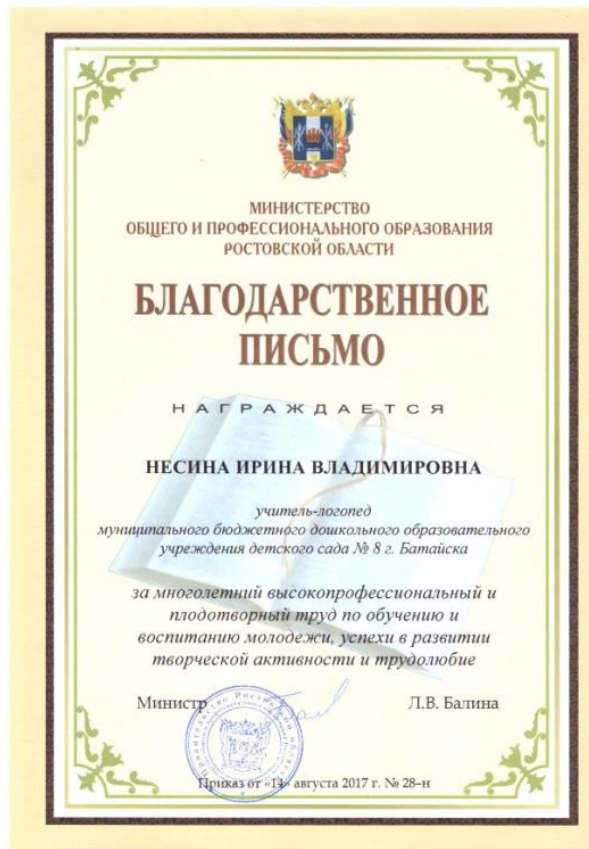 МИНИСТЕРСТВО
ОБЩЕГО И ПРОФЕССИОНАЛЬНОГО ОБРАЗОВАНИЯ
РОСТОВСКОЙ ОБЛАСТИ
БЛАГОДАРСТВЕННОЕ
ПИСЬМО
НАГРАЖДАЕТСЯ
НЕСИНА ИРИНА ВЛАДИМИРОВНА
учитель-логопед
муниципального бюджетного дошкольного образовательного
учреждения детского сада № 8 г. Батайска
за многолетний высокопрофессиональный и
плодотворный труд по обучению и
воспитанию молодежи, успехи в развитии
творческой активности и трудолюбие
Министр Л.В. Балина
Приказ от «14» августа 2017 г. № 28-н